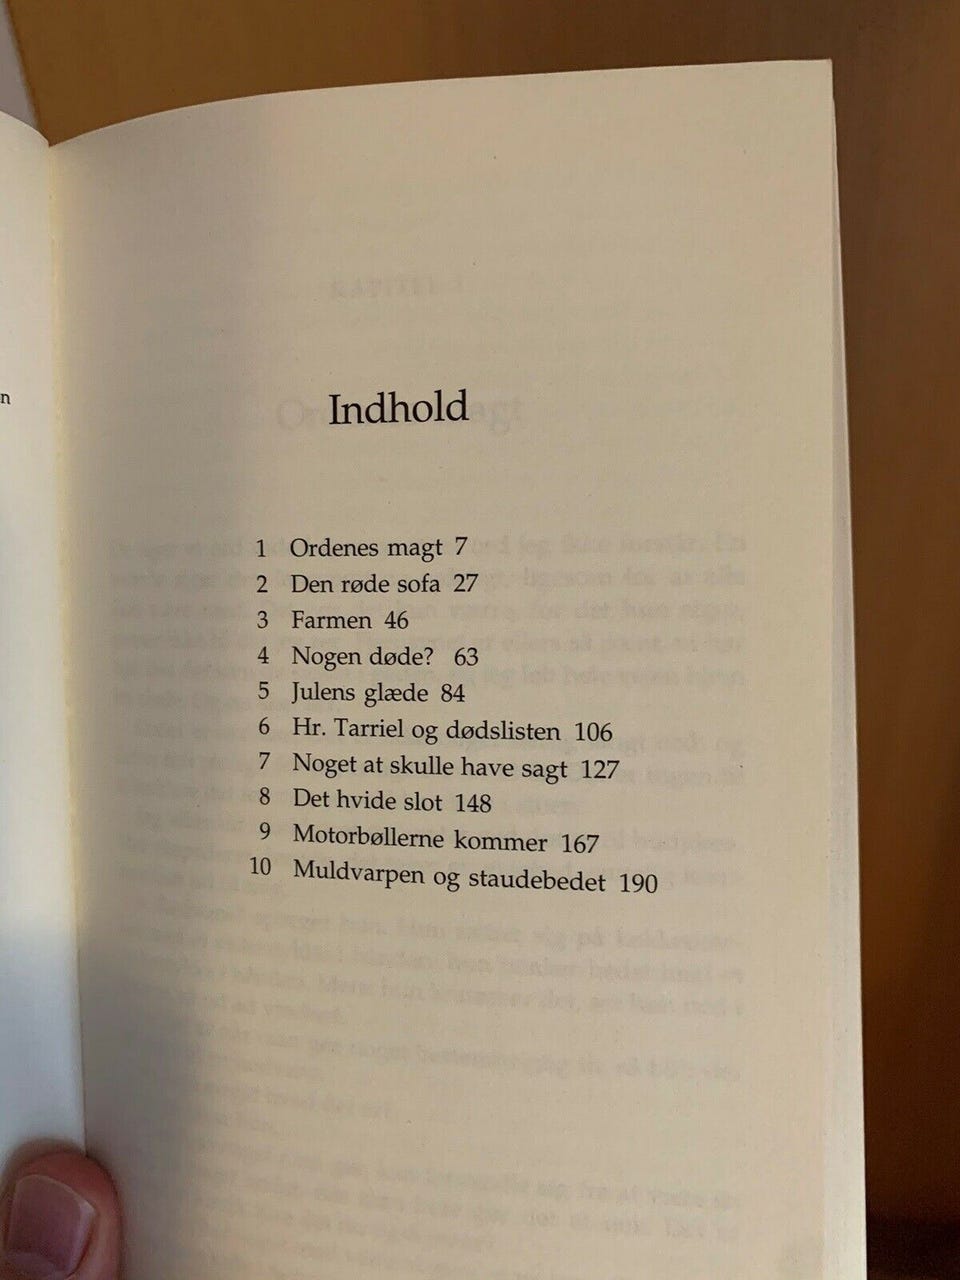 n
Indhold
1 Ordenes magt 7
2 Den røde sofa 27
3 Farmen 46
4 Nogen døde? 63
5 Julens glæde 84
6 Hr. Tarriel og dødslisten 106
7 Noget at skulle have sagt 127
8 Det hvide slot 148
9 Motorbøllerne kommer 167
10 Muldvarpen og staudebedet 190